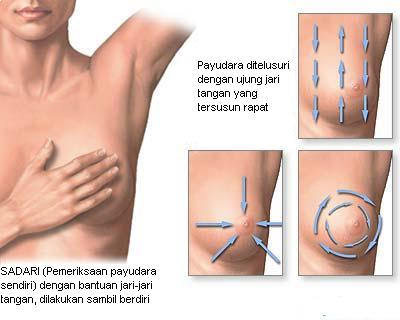 Payudara ditelusuri
dengan ujung jari
tangan yang
tersusun rapat
SADARI (Pemeriksaan payudara
sendiri) dengan bantuan jari-jari
tangan, dilakukan sambil berdiri